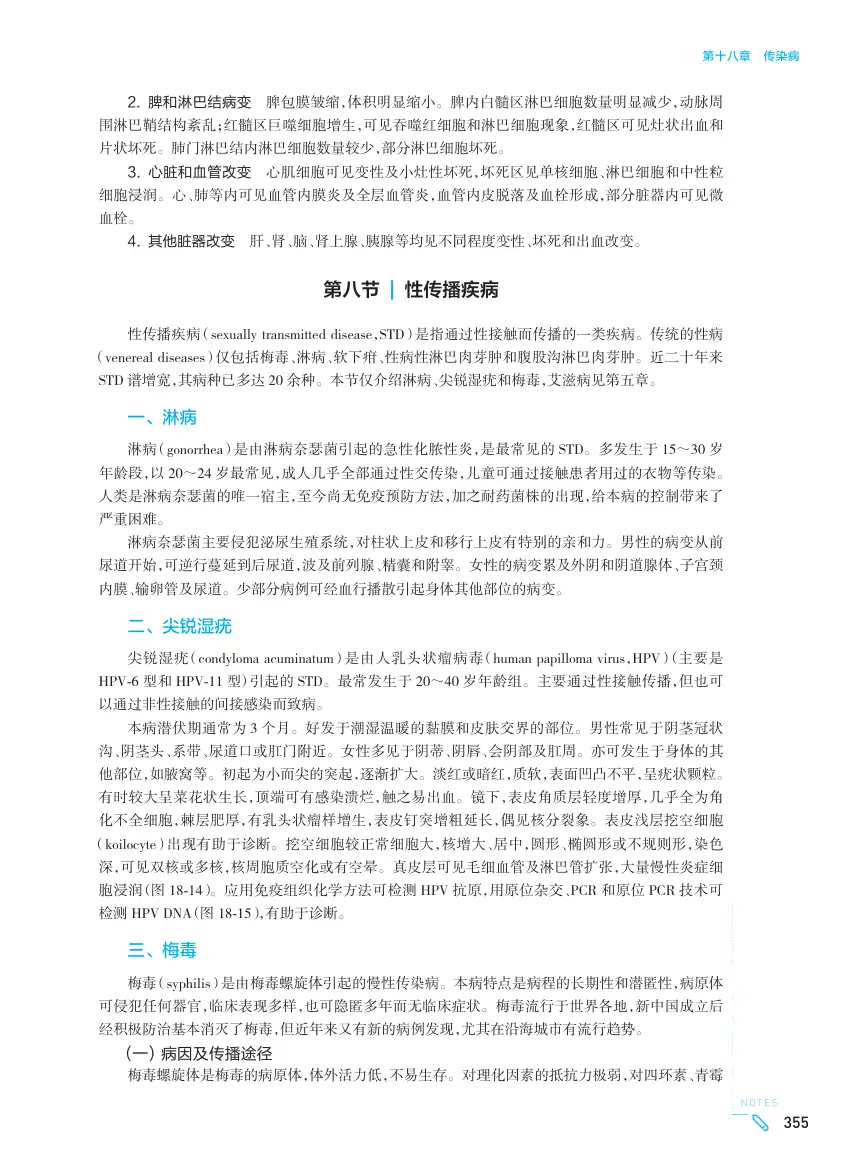 第十八章 传染病
2. 脾和淋巴结病变 脾包膜皱缩,体积明显缩小。脾内白髓区淋巴细胞数量明显减少,动脉周
围淋巴鞘结构紊乱;红髓区巨噬细胞增生,可见吞噬红细胞和淋巴细胞现象,红髓区可见灶状出血和
片状坏死。肺门淋巴结内淋巴细胞数量较少,部分淋巴细胞坏死。
3. 心脏和血管改变 心肌细胞可见变性及小灶性坏死,坏死区见单核细胞、淋巴细胞和中性粒
细胞浸润。心、肺等内可见血管内膜炎及全层血管炎,血管内皮脱落及血栓形成,部分脏器内可见微
血栓。
4. 其他脏器改变 肝、肾、脑、肾上腺、胰腺等均见不同程度变性、坏死和出血改变。
第八节 | 性传播疾病
性传播疾病(sexually transmitted disease,STD)是指通过性接触而传播的一类疾病。传统的性病
(venereal diseases)仅包括梅毒、淋病、软下疳、性病性淋巴肉芽肿和腹股沟淋巴肉芽肿。近二十年来
STD 谱增宽,其病种已多达 20 余种。本节仅介绍淋病、尖锐湿疣和梅毒,艾滋病见第五章。
一、淋病
淋病(gonorrhea)是由淋病奈瑟菌引起的急性化脓性炎,是最常见的 STD。多发生于 15～30 岁
年龄段,以 20～24 岁最常见,成人几乎全部通过性交传染,儿童可通过接触患者用过的衣物等传染。
人类是淋病奈瑟菌的唯一宿主,至今尚无免疫预防方法,加之耐药菌株的出现,给本病的控制带来了
严重困难。
淋病奈瑟菌主要侵犯泌尿生殖系统,对柱状上皮和移行上皮有特别的亲和力。男性的病变从前
尿道开始,可逆行蔓延到后尿道,波及前列腺、精囊和附睾。女性的病变累及外阴和阴道腺体、子宫颈
内膜、输卵管及尿道。少部分病例可经血行播散引起身体其他部位的病变。
二、尖锐湿疣
尖锐湿疣(condyloma acuminatum)是由人乳头状瘤病毒(human papilloma virus,HPV)(主要是
HPV-6 型和 HPV-11 型)引起的 STD。最常发生于 20～40 岁年龄组。主要通过性接触传播,但也可
以通过非性接触的间接感染而致病。
本病潜伏期通常为 3 个月。好发于潮湿温暖的黏膜和皮肤交界的部位。男性常见于阴茎冠状
沟、阴茎头、系带、尿道口或肛门附近。女性多见于阴蒂、阴唇、会阴部及肛周。亦可发生于身体的其
他部位,如腋窝等。初起为小而尖的突起,逐渐扩大。淡红或暗红,质软,表面凹凸不平,呈疣状颗粒。
有时较大呈菜花状生长,顶端可有感染溃烂,触之易出血。镜下,表皮角质层轻度增厚,几乎全为角
化不全细胞,棘层肥厚,有乳头状瘤样增生,表皮钉突增粗延长,偶见核分裂象。表皮浅层挖空细胞
(koilocyte)出现有助于诊断。挖空细胞较正常细胞大,核增大、居中,圆形、椭圆形或不规则形,染色
深,可见双核或多核,核周胞质空化或有空晕。真皮层可见毛细血管及淋巴管扩张,大量慢性炎症细
胞浸润(图 18-14)。应用免疫组织化学方法可检测 HPV 抗原,用原位杂交、PCR 和原位 PCR 技术可
检测 HPV DNA(图 18-15),有助于诊断。
三、梅毒
梅毒(syphilis)是由梅毒螺旋体引起的慢性传染病。本病特点是病程的长期性和潜匿性,病原体
可侵犯任何器官,临床表现多样,也可隐匿多年而无临床症状。梅毒流行于世界各地,新中国成立后
经积极防治基本消灭了梅毒,但近年来又有新的病例发现,尤其在沿海城市有流行趋势。
(一) 病因及传播途径
梅毒螺旋体是梅毒的病原体,体外活力低,不易生存。对理化因素的抵抗力极弱,对四环素、青霉
NOTES
355